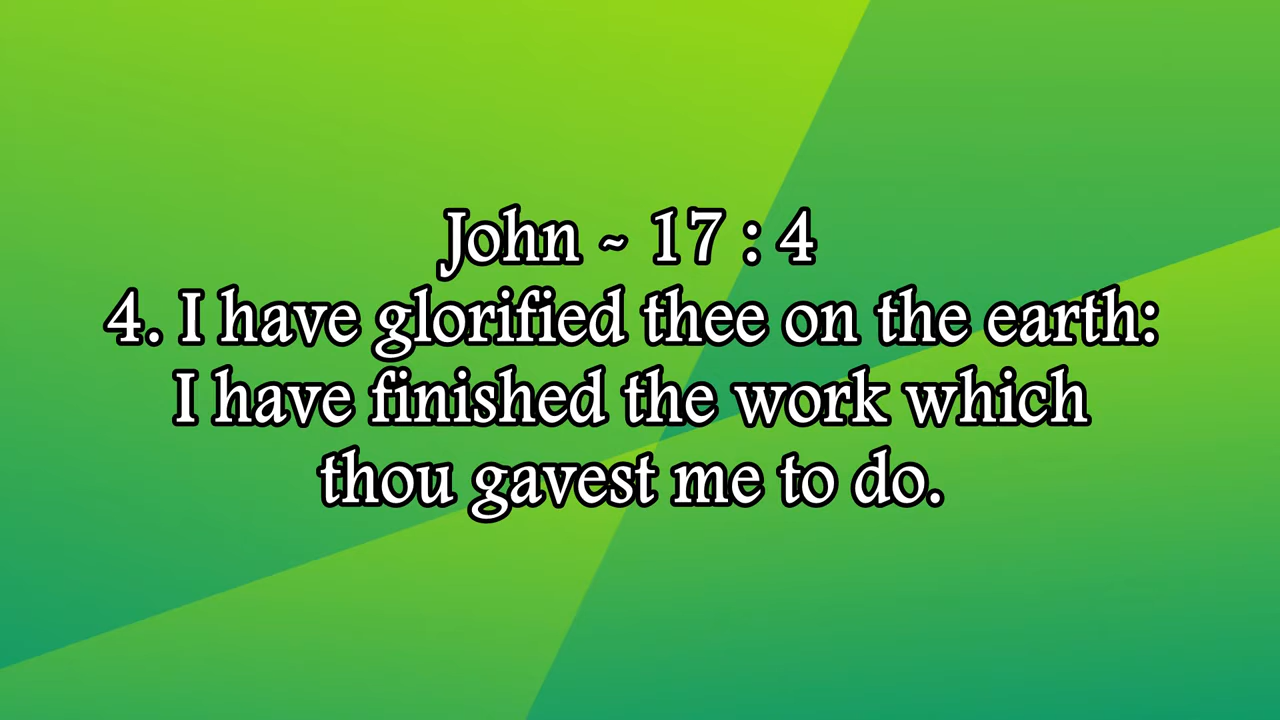 John ~ 17 : 4
4. I have glorified thee on the earth:
I have finished the work which
thou gavest me to do.